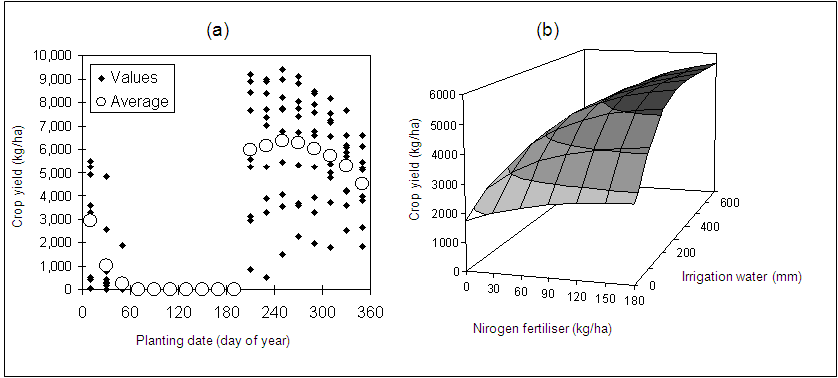 (a)
(b)
10,000
9,000
8,000
7,000
6,000
5,000
4,000
3,000
2,000
1,000
0
Values
Average
Crop yield (kg/ha)
0 60 120 180 240 300 360
Planting date (day of year)
6000
5000
4000
3000
2000
1000
0
Crop yield (kg/ha)
0 30 60 90 120 150 180
Nirogen fertiliser (kg/ha)
600
400
200
0
Irrigation water (mm)